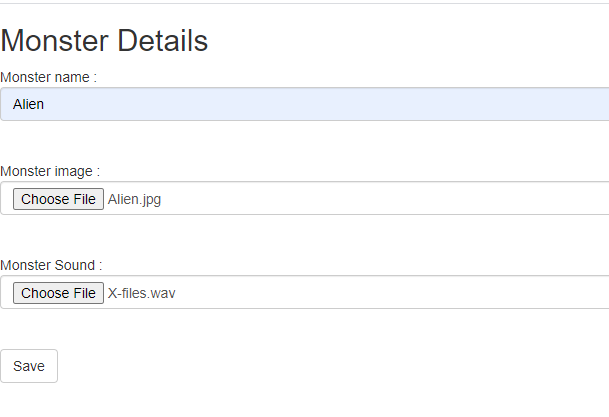 Monster Details
Monster name :
Alien
Monster image :
Choose File Alien.jpg
Monster Sound :
Choose File X-files.wav
Save